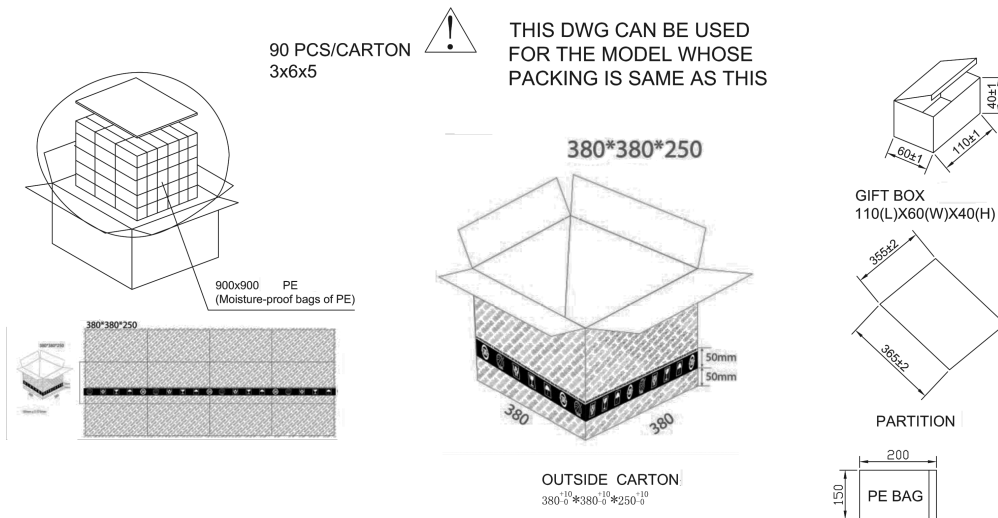 90 PCS/CARTON
3x6x5
THIS DWG CAN BE USED
FOR THE MODEL WHOSE
PACKING IS SAME AS THIS
900x900 PE
(Moisture-proof bags of PE)
380*380*250
380*380*250
380*380*250
50mm
50mm
380
380
OUTSIDE CARTON
380-0+10*380-0+10*250-0+10
40±1
60±1
110±1
GIFT BOX
110(L)X60(W)X40(H)
355±2
365±2
PARTITION
200
150
PE BAG